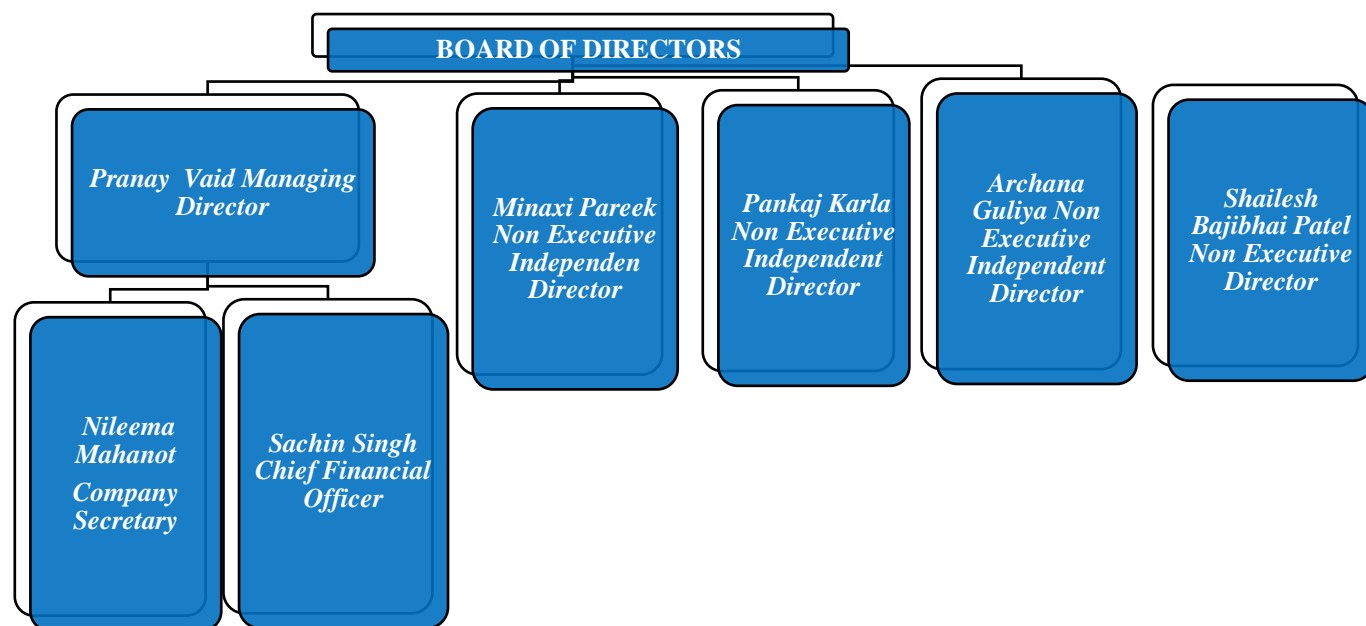 BOARD OF DIRECTORS
Pranay  Vaid Managing
Director
Minaxi Pareek
Non Executive
Independen
Director
Pankaj Karla
Non Executive
Independent
Director
Archana
Guliya Non
Executive
Independent
Director
Shailesh
Bajibhai Patel
Non Executive
Director
Nileema
Mahanot
Company
Secretary
Sachin Singh
Chief Financial
Officer